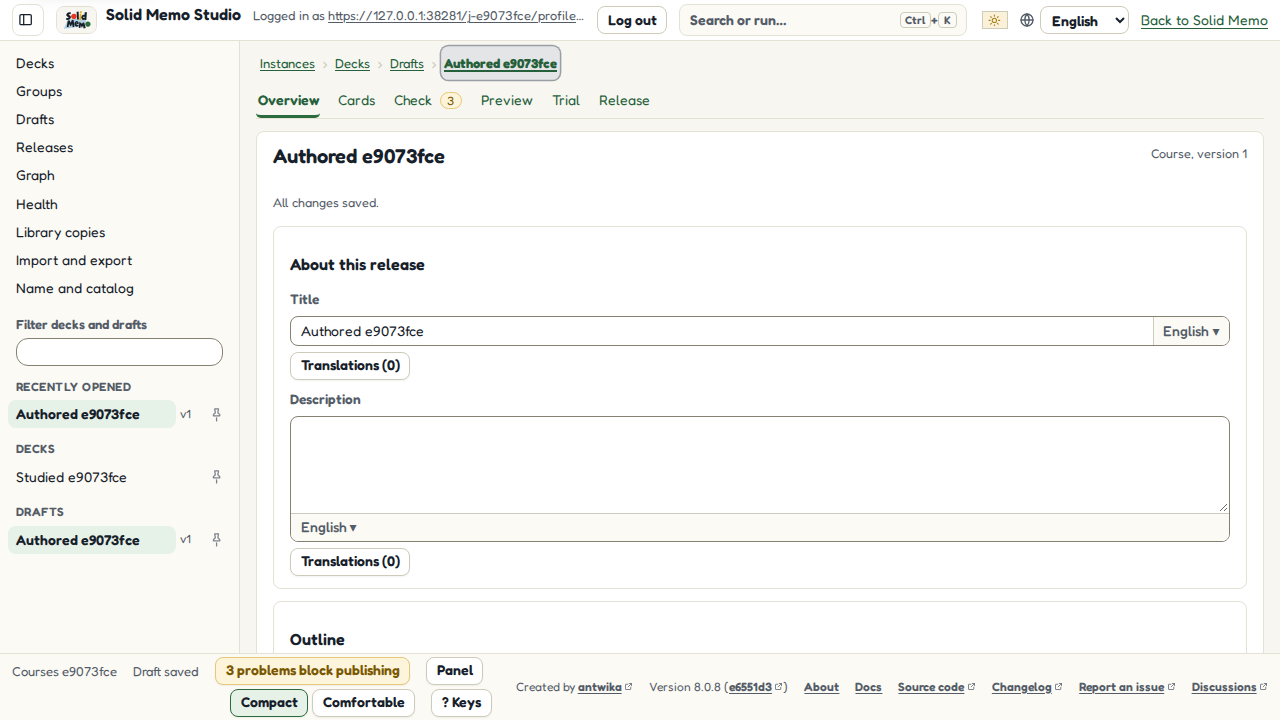 Solid Memo
Solid Memo Studio
Logged in as https://127.0.0.1:38281/j-e9073fce/profile…
Log out
Search or run…
Ctrl+K
English
Back to Solid Memo
Decks
Groups
Drafts
Releases
Graph
Health
Library copies
Import and export
Name and catalog
Filter decks and drafts
RECENTLY OPENED
Authored e9073fce v1
DECKS
Studied e9073fce
DRAFTS
Authored e9073fce v1
Instances › Decks › Drafts › Authored e9073fce
Overview Cards Check 3 Preview Trial Release
Authored e9073fce
Course, version 1
All changes saved.
About this release
Title
Authored e9073fce English ▾
Translations (0)
Description
English ▾
Translations (0)
Outline
Courses e9073fce Draft saved 3 problems block publishing Panel
Compact Comfortable ? Keys
Created by antwika Version 8.0.8 (e6551d3) About Docs Source code Changelog Report an issue Discussions